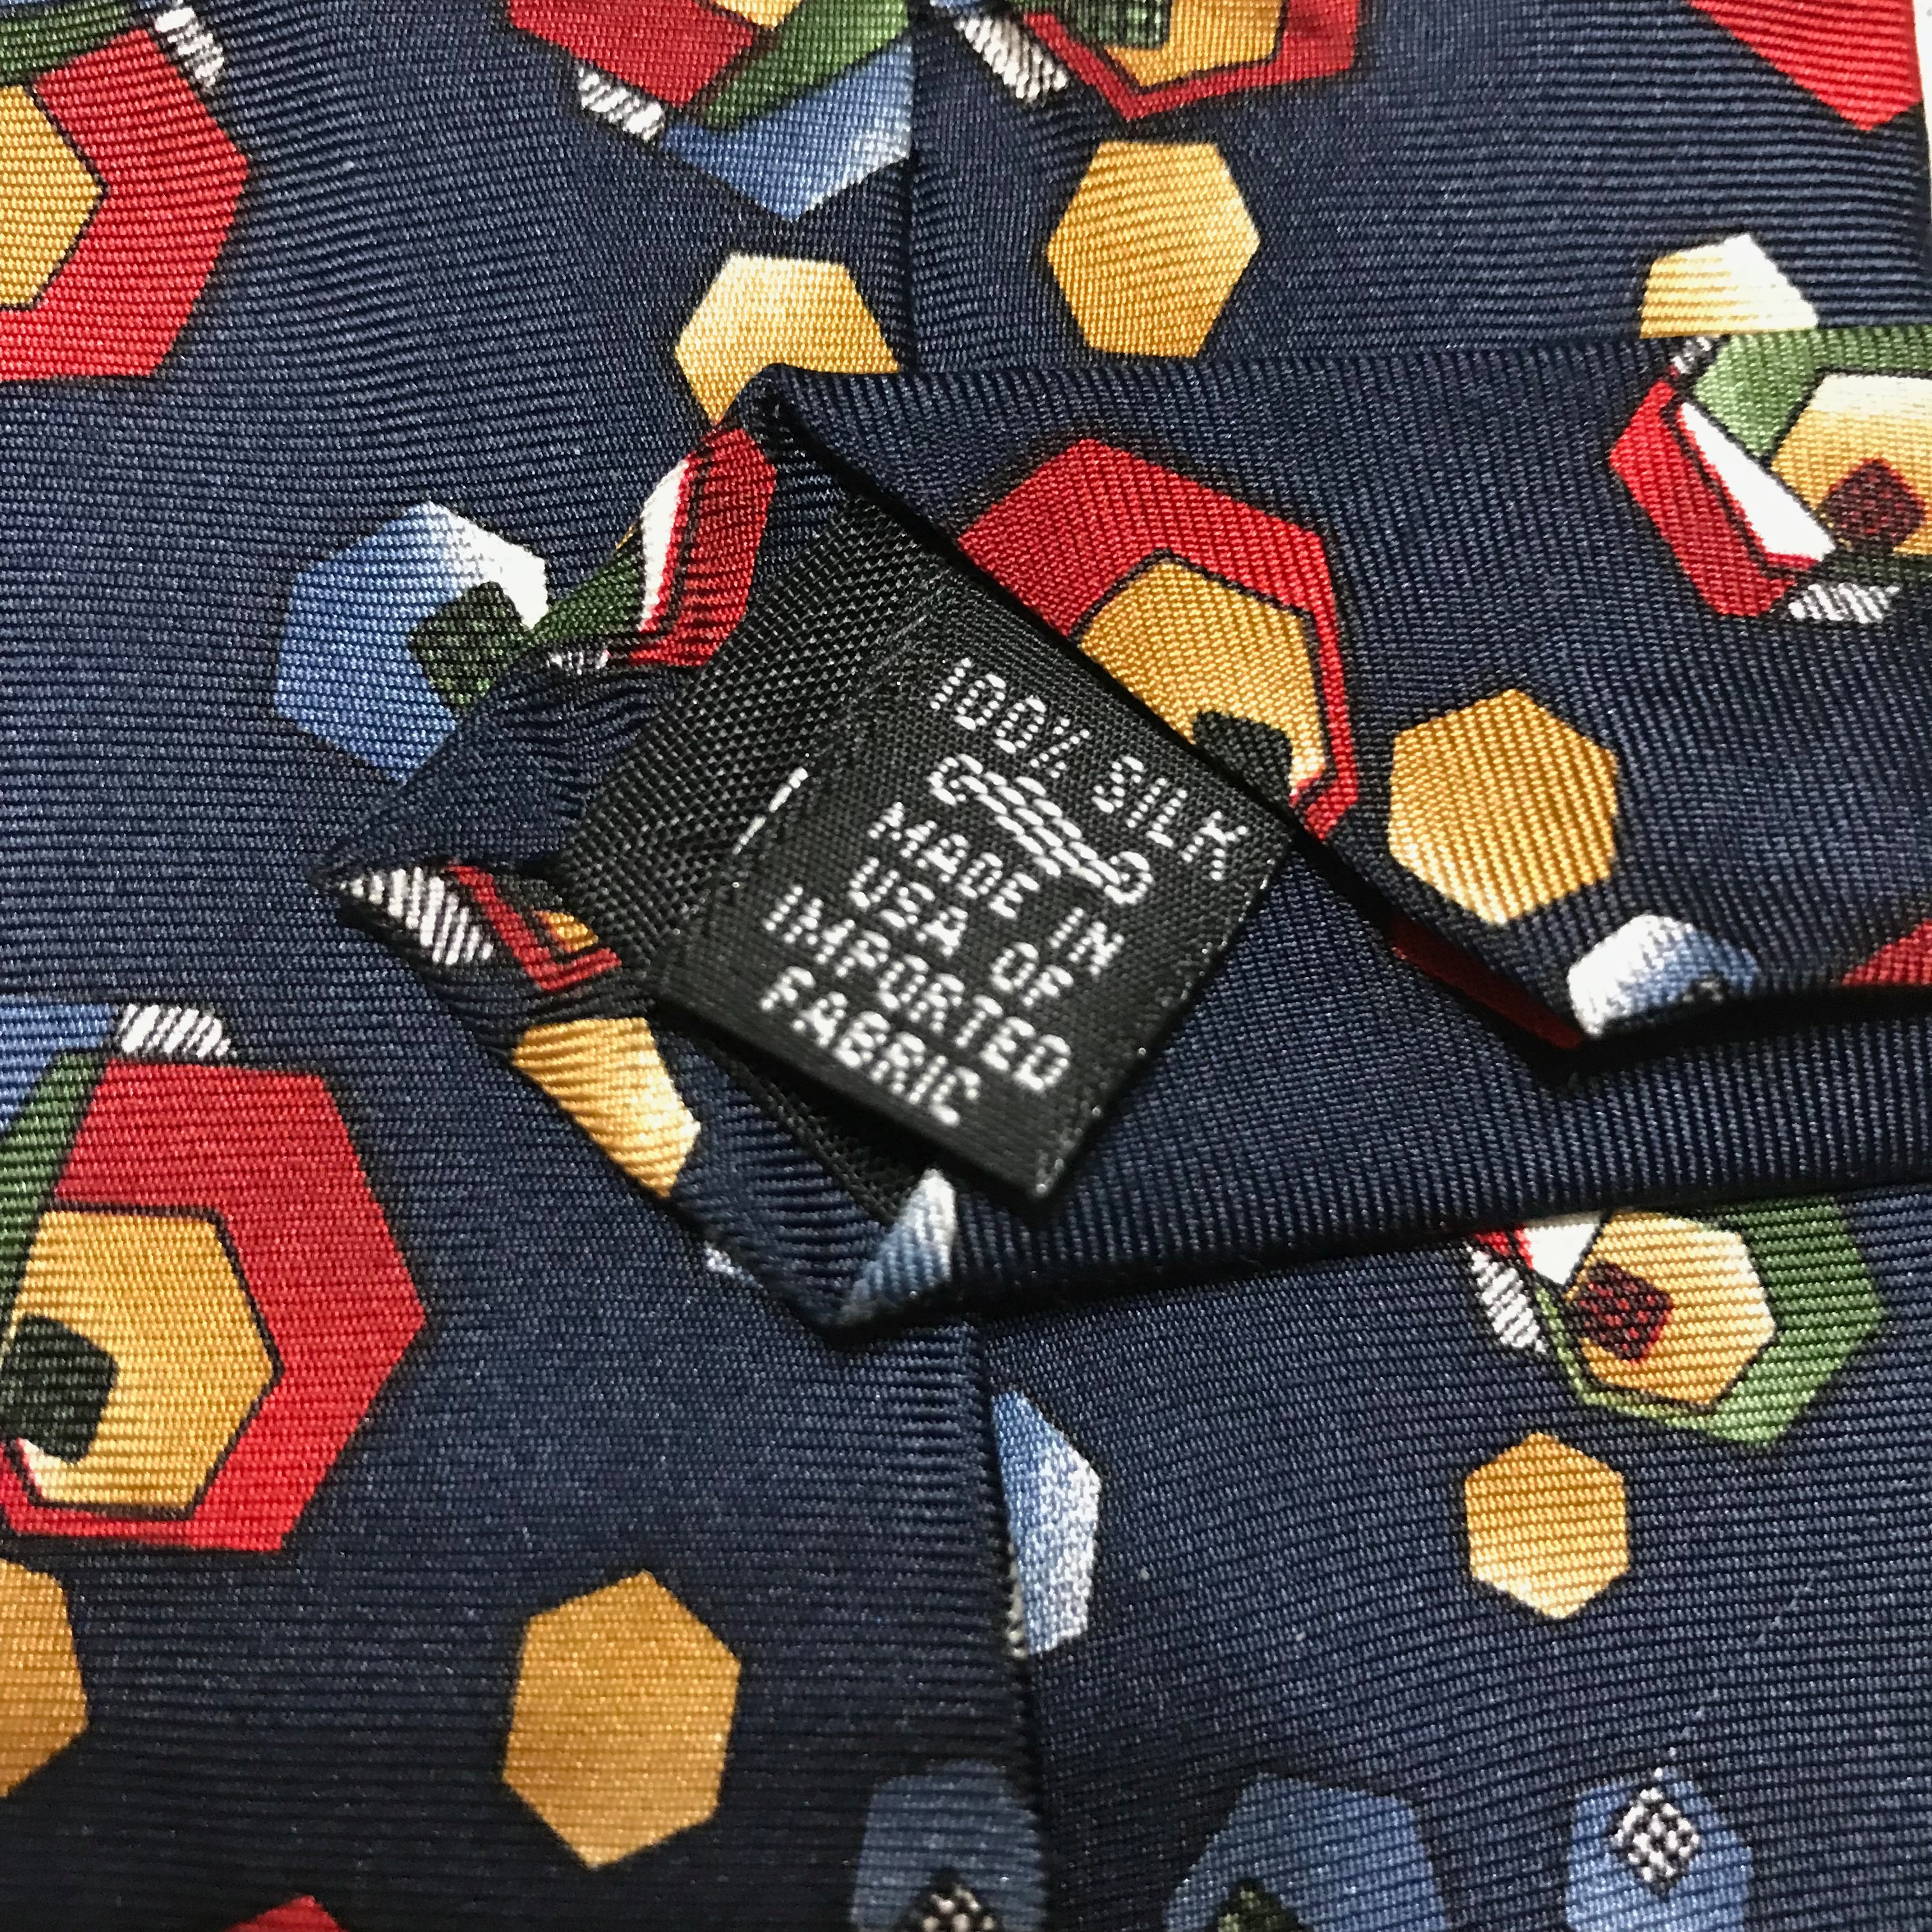 100% SILK
MADE IN
USA OF
IMPORTED
FABRIC